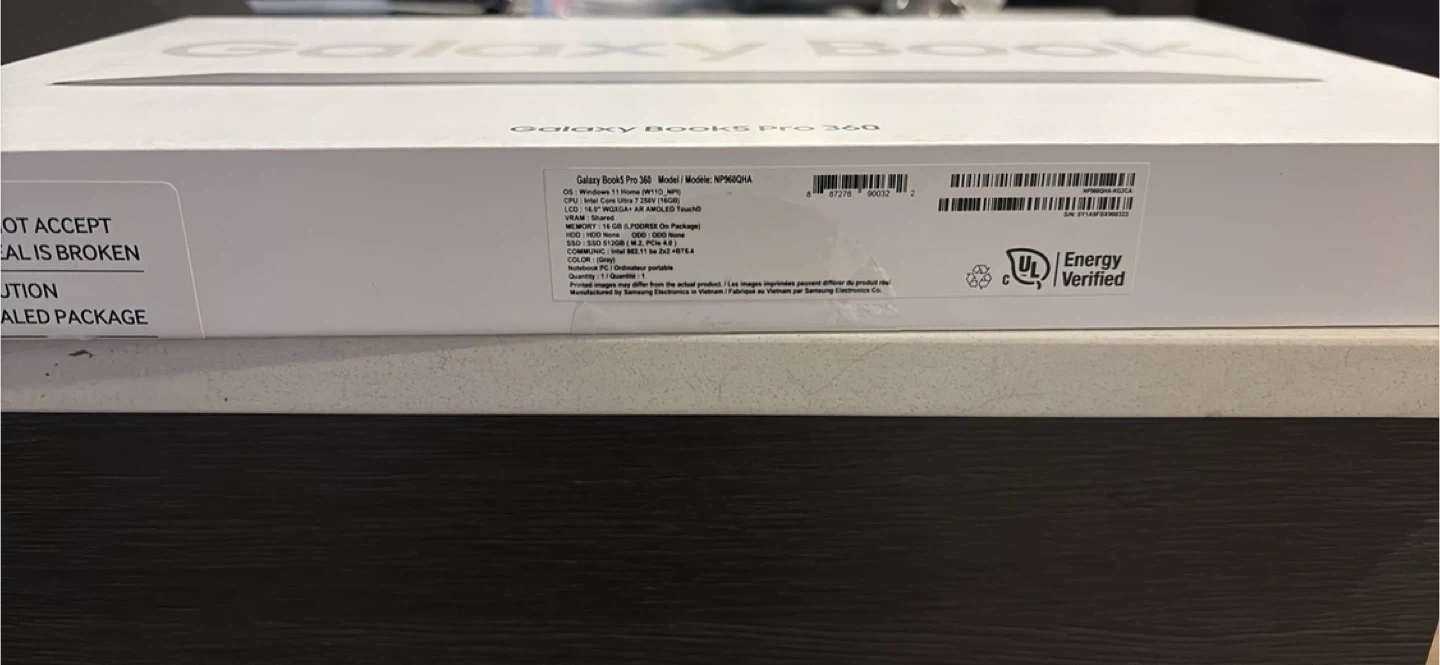 Galaxy Book
Galaxy Book5 Pro 360
OT ACCEPT
EAL IS BROKEN
UTION
ALED PACKAGE
Galaxy Book5 Pro 360 Model / Modèle: NP960QHA
OS : Windows 11 Home (W11D_NPI)
CPU : Intel Core Ultra 7 256V (16GB)
LCD : 16.0" WQXGA+ AR AMOLED TouchD
VRAM : Shared
MEMORY : 16 GB (LPDDR5X On Package)
HDD : HDD None ODD : ODD None
SSD : SSD 512GB ( M.2, PCIe 4.0 )
COMMUNIC : Intel 802.11 be 2x2 +BT5.4
COLOR : (Gray)
Notebook PC / Ordinateur portable
Quantity : 1 / Quantité : 1
Printed images may differ from the actual product. / Les images imprimées peuvent différer du produit réel
Manufactured by Samsung Electronics in Vietnam / Fabriqué au Vietnam par Samsung Electronics Co.
8 87276 90032 2
NP960QHA-KG2CA
S/N:
C UL Energy
Verified